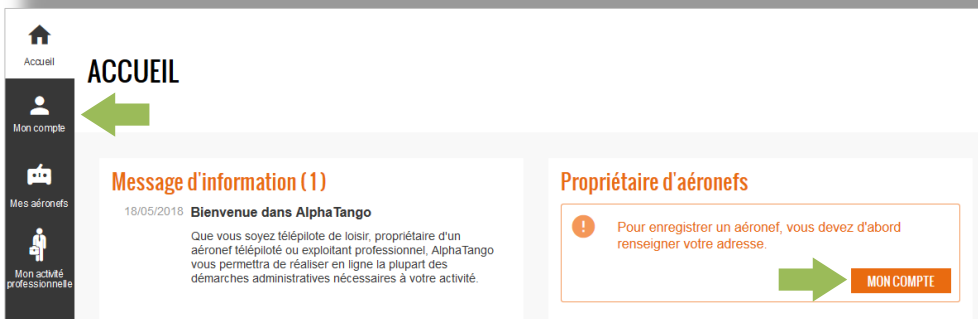 Accueil
ACCUEIL
Mon compte
Mes aéronefs
Mon activité
professionnelle
Message d'information (1)
18/05/2018 Bienvenue dans AlphaTango
Que vous soyez télépilote de loisir, propriétaire d'un
aéronef télépiloté ou exploitant professionnel, AlphaTango
vous permettra de réaliser en ligne la plupart des
démarches administratives nécessaires à votre activité.
Propriétaire d'aéronefs
!
Pour enregistrer un aéronef, vous devez d'abord
renseigner votre adresse.
MON COMPTE